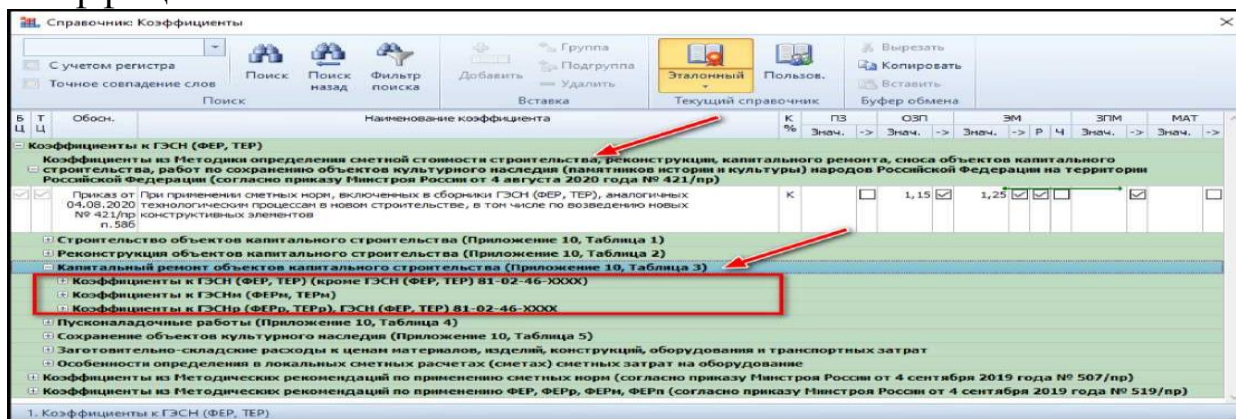 Справочник: Коэффициенты
С учетом регистра
Точное совпадение слов
Поиск
Поиск назад
Фильтр поиска
Поиск
Добавить
Группа
Подгруппа
Удалить
Вставка
Эталонный
Пользов.
Текущий справочник
Вырезать
Копировать
Вставить
Буфер обмена
Б Ц Т Ц Обосн. Наименование коэффициента К % ПЗ ОЗП ЭМ ЗПМ МАТ
Знач. -> Знач. -> Знач. -> Р Ч Знач. -> Знач. ->
Коэффициенты к ГЭСН (ФЕР, ТЕР)
Коэффициенты из Методики определения сметной стоимости строительства, реконструкции, капитального ремонта, сноса объектов капитального
строительства, работ по сохранению объектов культурного наследия (памятников истории и культуры) народов Российской Федерации на территории
Российской Федерации (согласно приказу Минстроя России от 4 августа 2020 года № 421/пр)
Приказ от При применении сметных норм, включенных в сборники ГЭСН (ФЕР, ТЕР), аналогичных К 1,15 1,25
04.08.2020 технологическим процессам в новом строительстве, в том числе по возведению новых
№ 421/пр конструктивных элементов
п.58б
Строительство объектов капитального строительства (Приложение 10, Таблица 1)
Реконструкция объектов капитального строительства (Приложение 10, Таблица 2)
Капитальный ремонт объектов капитального строительства (Приложение 10, Таблица 3)
Коэффициенты к ГЭСН (ФЕР, ТЕР) (кроме ГЭСН (ФЕР, ТЕР) 81-02-46-XXXX)
Коэффициенты к ГЭСНм (ФЕРм, ТЕРм)
Коэффициенты к ГЭСНр (ФЕРр, ТЕРр), ГЭСН (ФЕР, ТЕР) 81-02-46-XXXX
Пусконаладочные работы (Приложение 10, Таблица 4)
Сохранение объектов культурного наследия (Приложение 10, Таблица 5)
Заготовительно-складские расходы к ценам материалов, изделий, конструкций, оборудования и транспортных затрат
Особенности определения в локальных сметных расчетах (сметах) сметных затрат на оборудование
Коэффициенты из Методических рекомендаций по применению сметных норм (согласно приказу Минстроя России от 4 сентября 2019 года № 507/пр)
Коэффициенты из Методических рекомендаций по применению ФЕР, ФЕРр, ФЕРм, ФЕРп (согласно приказу Минстроя России от 4 сентября 2019 года № 519/пр)
1. Коэффициенты к ГЭСН (ФЕР, ТЕР)